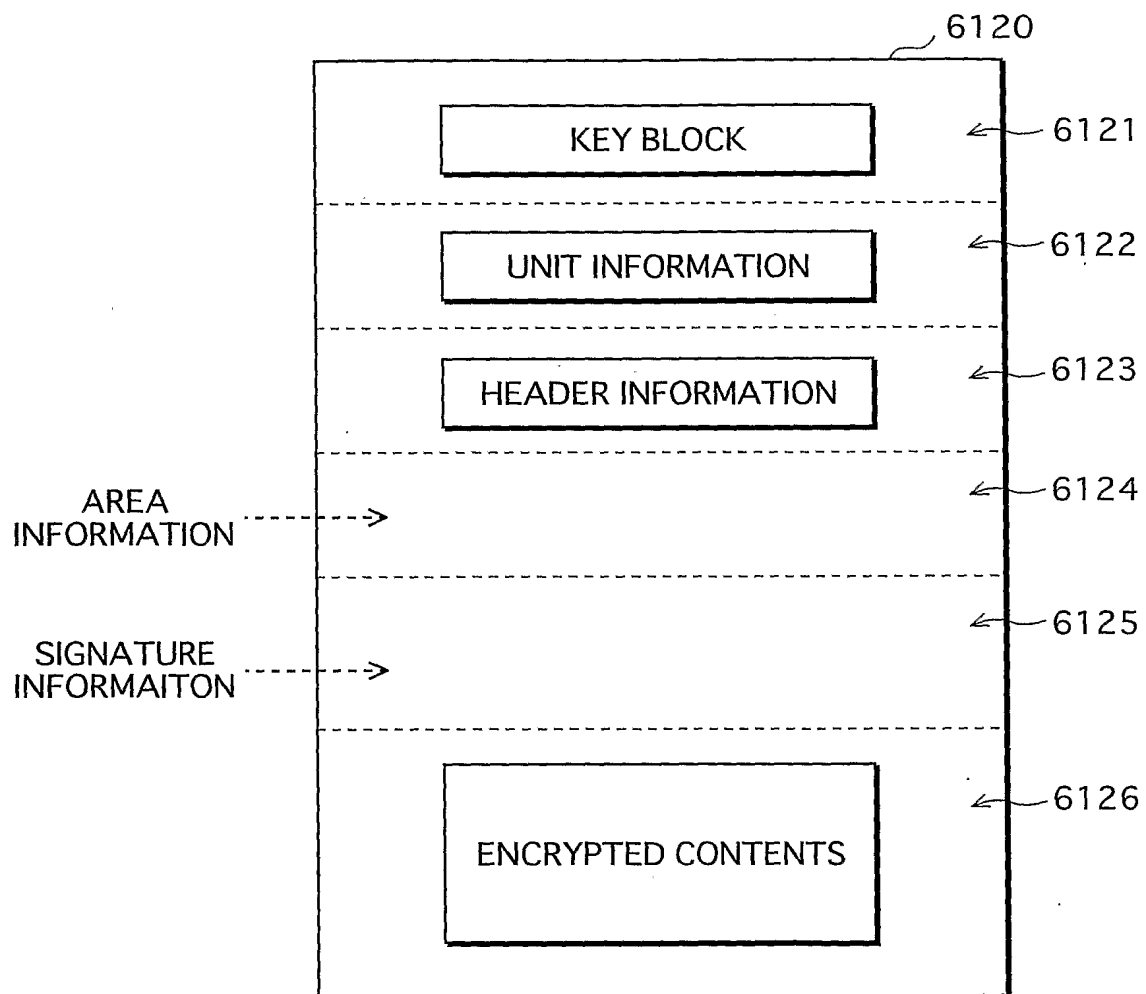 6120
KEY BLOCK
6121
UNIT INFORMATION
6122
HEADER INFORMATION
6123
AREA
INFORMATION
6124
SIGNATURE
INFORMAITON
6125
ENCRYPTED CONTENTS
6126